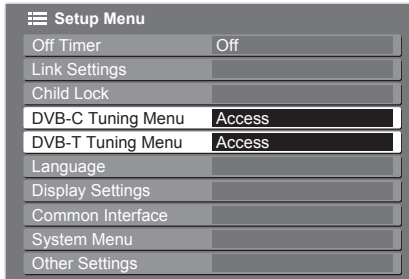 Setup Menu
Off Timer Off
Link Settings
Child Lock
DVB-C Tuning Menu Access
DVB-T Tuning Menu Access
Language
Display Settings
Common Interface
System Menu
Other Settings